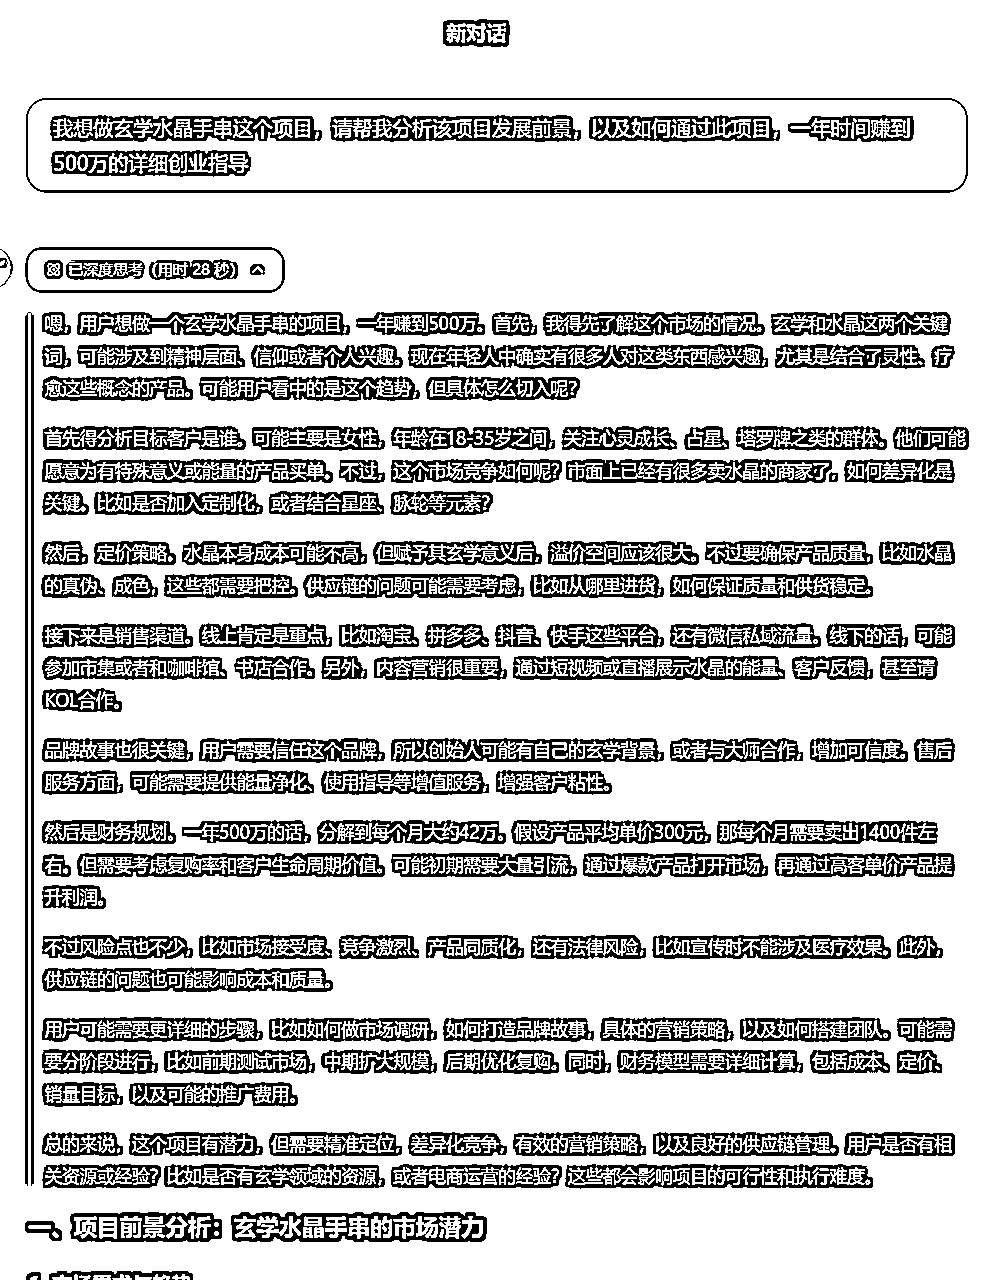 新对话
我想做玄学水晶手串这个项目，请帮我分析该项目发展前景，以及如何通过此项目，一年时间赚到
500万的详细创业指导
已深度思考（用时 28 秒）
嗯，用户想做一个玄学水晶手串的项目，一年赚到500万。首先，我得先了解这个市场的情况。玄学和水晶这两个关键
词，可能涉及到精神层面、信仰或者个人兴趣。现在年轻人中确实有很多人对这类东西感兴趣，尤其是结合了灵性、疗
愈这些概念的产品。可能用户看中的是这个趋势，但具体怎么切入呢？
首先得分析目标客户是谁。可能主要是女性，年龄在18-35岁之间，关注心灵成长、占星、塔罗牌之类的群体。他们可能
愿意为有特殊意义或能量的产品买单。不过，这个市场竞争如何呢？市面上已经有很多卖水晶的商家了，如何差异化是
关键。比如是否加入定制化，或者结合星座、脉轮等元素？
然后，定价策略。水晶本身成本可能不高，但赋予其玄学意义后，溢价空间应该很大。不过要确保产品质量，比如水晶
的真伪、成色，这些都需要把控。供应链的问题可能需要考虑，比如从哪里进货，如何保证质量和供货稳定。
接下来是销售渠道。线上肯定是重点，比如淘宝、拼多多、抖音、快手这些平台，还有微信私域流量。线下的话，可能
参加市集或者和咖啡馆、书店合作。另外，内容营销很重要，通过短视频或直播展示水晶的能量、客户反馈，甚至请
KOL合作。
品牌故事也很关键，用户需要信任这个品牌，所以创始人可能有自己的玄学背景，或者与大师合作，增加可信度。售后
服务方面，可能需要提供能量净化、使用指导等增值服务，增强客户粘性。
然后是财务规划。一年500万的话，分解到每个月大约42万。假设产品平均单价300元，那每个月需要卖出1400件左
右。但需要考虑复购率和客户生命周期价值。可能初期需要大量引流，通过爆款产品打开市场，再通过高客单价产品提
升利润。
不过风险点也不少，比如市场接受度、竞争激烈、产品同质化，还有法律风险，比如宣传时不能涉及医疗效果。此外，
供应链的问题也可能影响成本和质量。
用户可能需要更详细的步骤，比如如何做市场调研，如何打造品牌故事，具体的营销策略，以及如何搭建团队。可能需
要分阶段进行，比如前期测试市场，中期扩大规模，后期优化复购。同时，财务模型需要详细计算，包括成本、定价、
销量目标，以及可能的推广费用。
总的来说，这个项目有潜力，但需要精准定位，差异化竞争，有效的营销策略，以及良好的供应链管理。用户是否有相
关资源或经验？比如是否有玄学领域的资源，或者电商运营的经验？这些都会影响项目的可行性和执行难度。
一、项目前景分析：玄学水晶手串的市场潜力